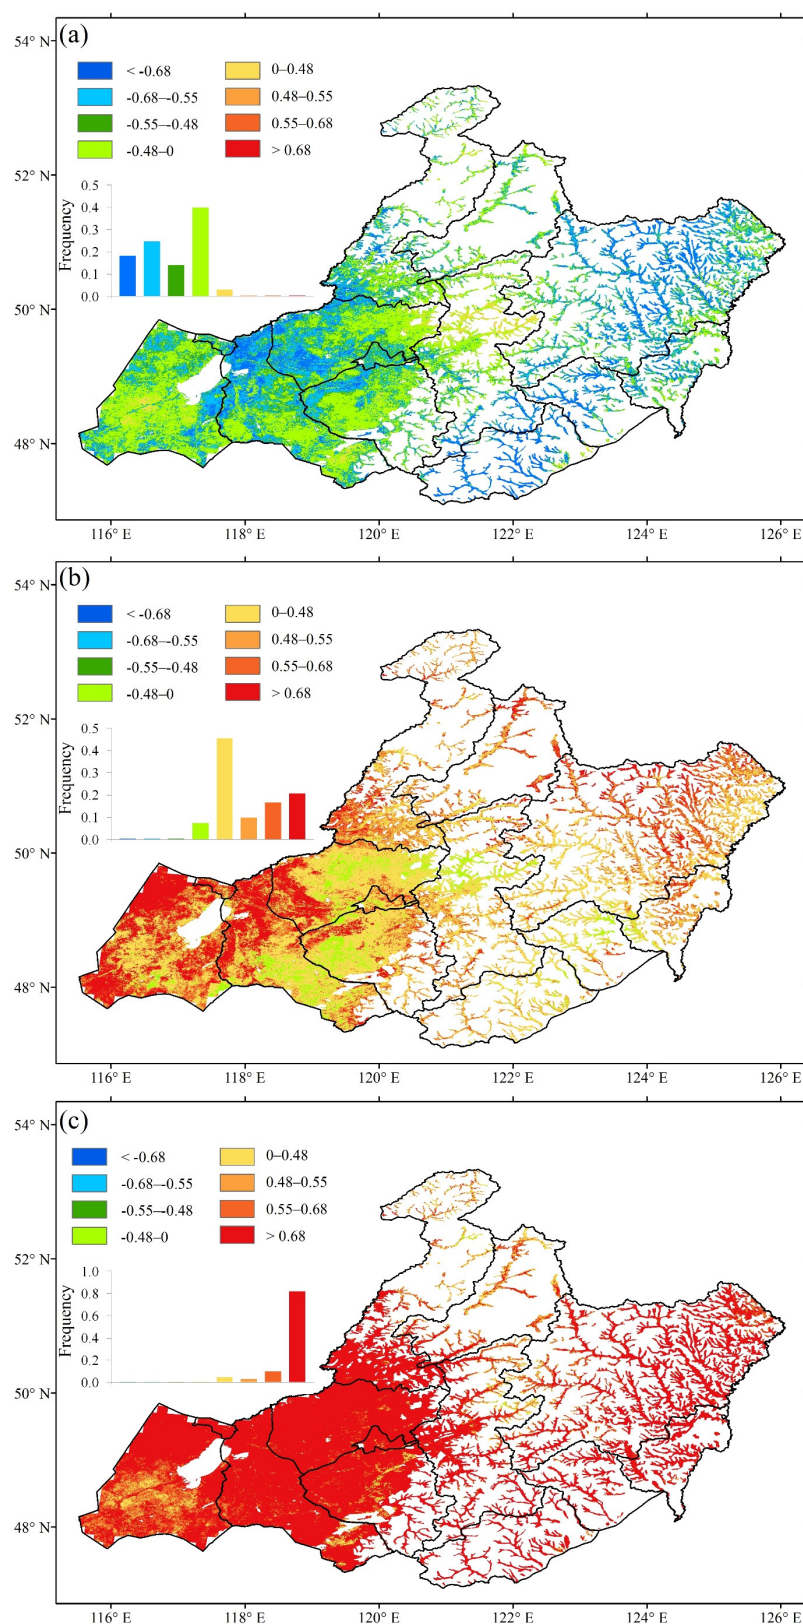 (a)
54° N
< -0.68 0–0.48
-0.68–-0.55 0.48–0.55
-0.55–-0.48 0.55–0.68
-0.48–0 > 0.68
52° N
Frequency
0.5
0.4
0.3
0.2
0.1
0.0
50° N
48° N
116° E 118° E 120° E 122° E 124° E 126° E
(b)
54° N
< -0.68 0–0.48
-0.68–-0.55 0.48–0.55
-0.55–-0.48 0.55–0.68
-0.48–0 > 0.68
52° N
Frequency
0.5
0.4
0.3
0.2
0.1
0.0
50° N
48° N
116° E 118° E 120° E 122° E 124° E 126° E
(c)
54° N
< -0.68 0–0.48
-0.68–-0.55 0.48–0.55
-0.55–-0.48 0.55–0.68
-0.48–0 > 0.68
52° N
Frequency
1.0
0.8
0.6
0.4
0.2
0.0
50° N
48° N
116° E 118° E 120° E 122° E 124° E 126° E